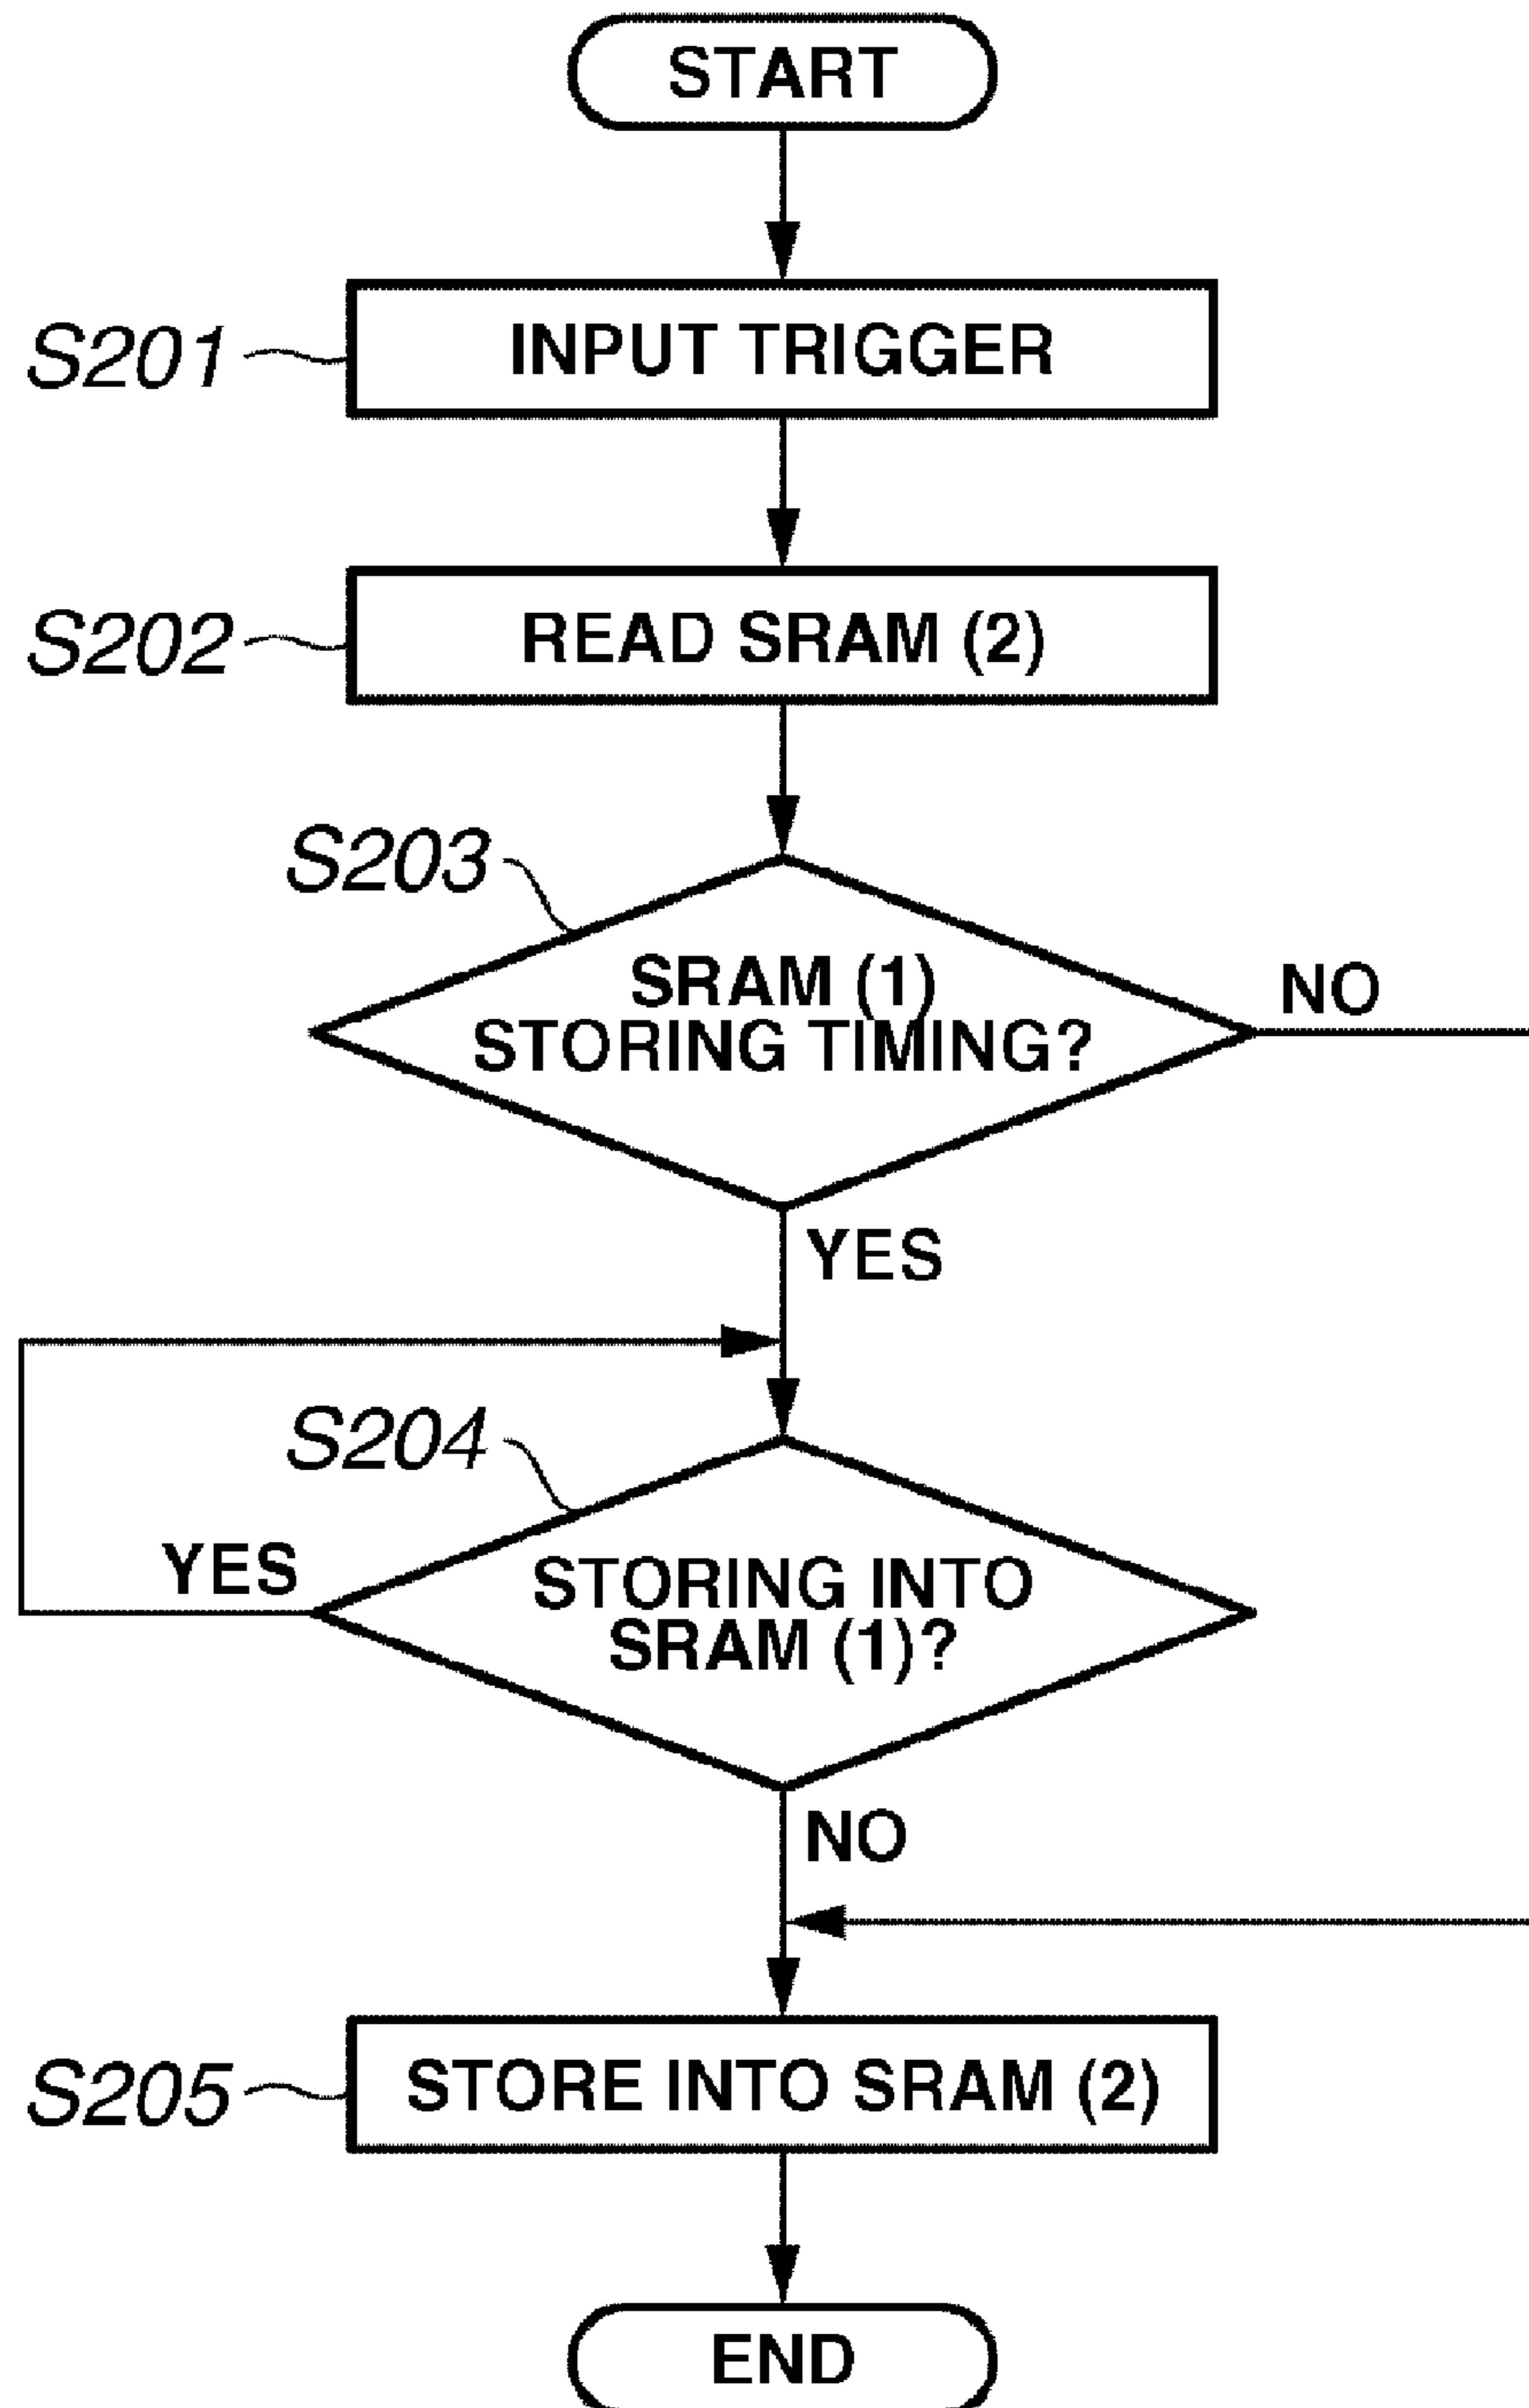 START
S201
INPUT TRIGGER
S202
READ SRAM (2)
S203
SRAM (1)
STORING TIMING?
NO
YES
S204
YES
STORING INTO
SRAM (1)?
NO
S205
STORE INTO SRAM (2)
END